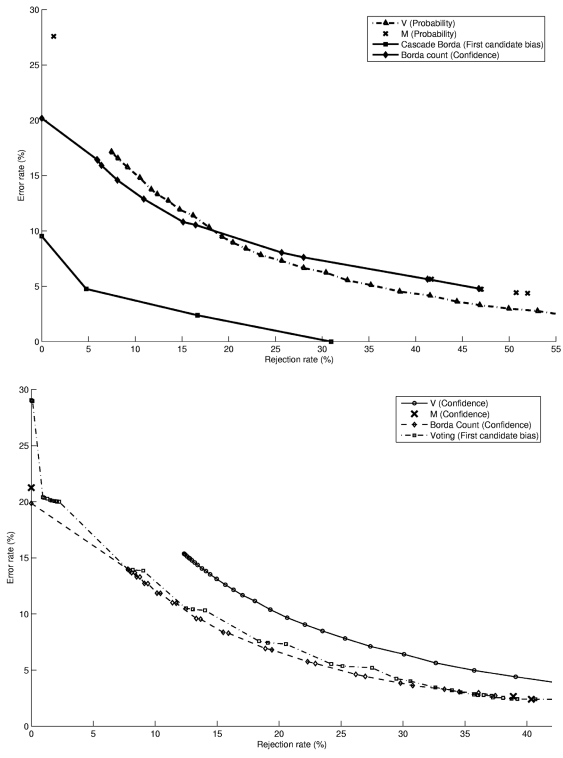 30
25
20
15
10
5
0
Error rate (%)
V (Probability)
M (Probability)
Cascade Borda (First candidate bias)
Borda count (Confidence)
0 5 10 15 20 25 30 35 40 45 50 55
Rejection rate (%)
30
25
20
15
10
5
0
Error rate (%)
V (Confidence)
M (Confidence)
Borda Count (Confidence)
Voting (First candidate bias)
0 5 10 15 20 25 30 35 40
Rejection rate (%)